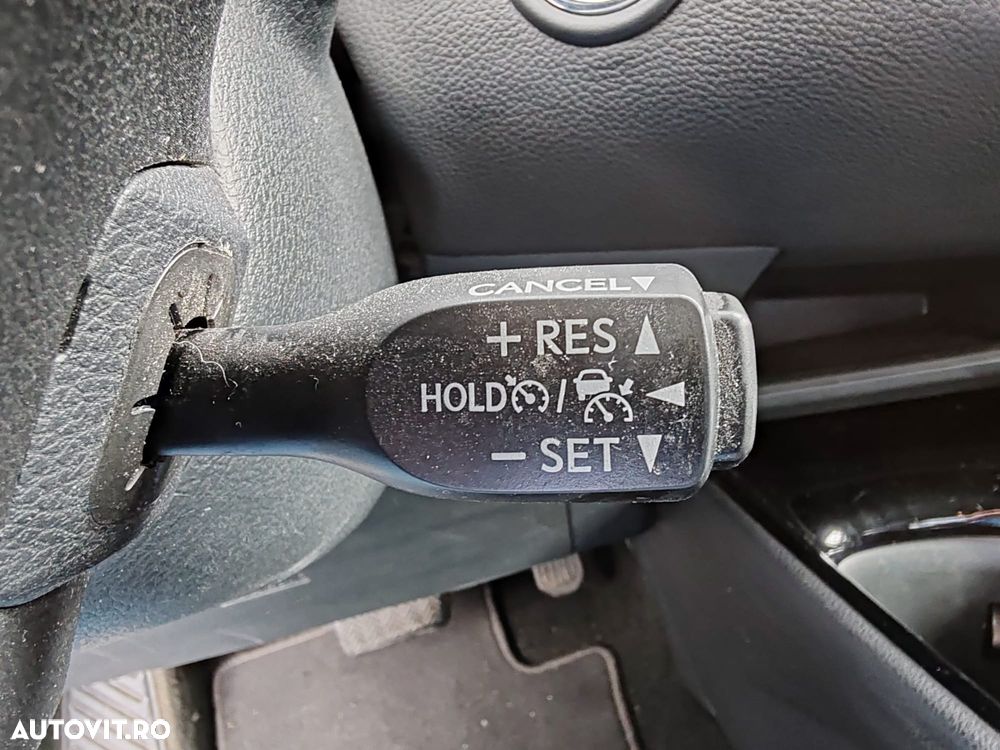 CANCEL▼
+ RES ▲
HOLD / ◀
− SET ▼
AUTOVIT.RO